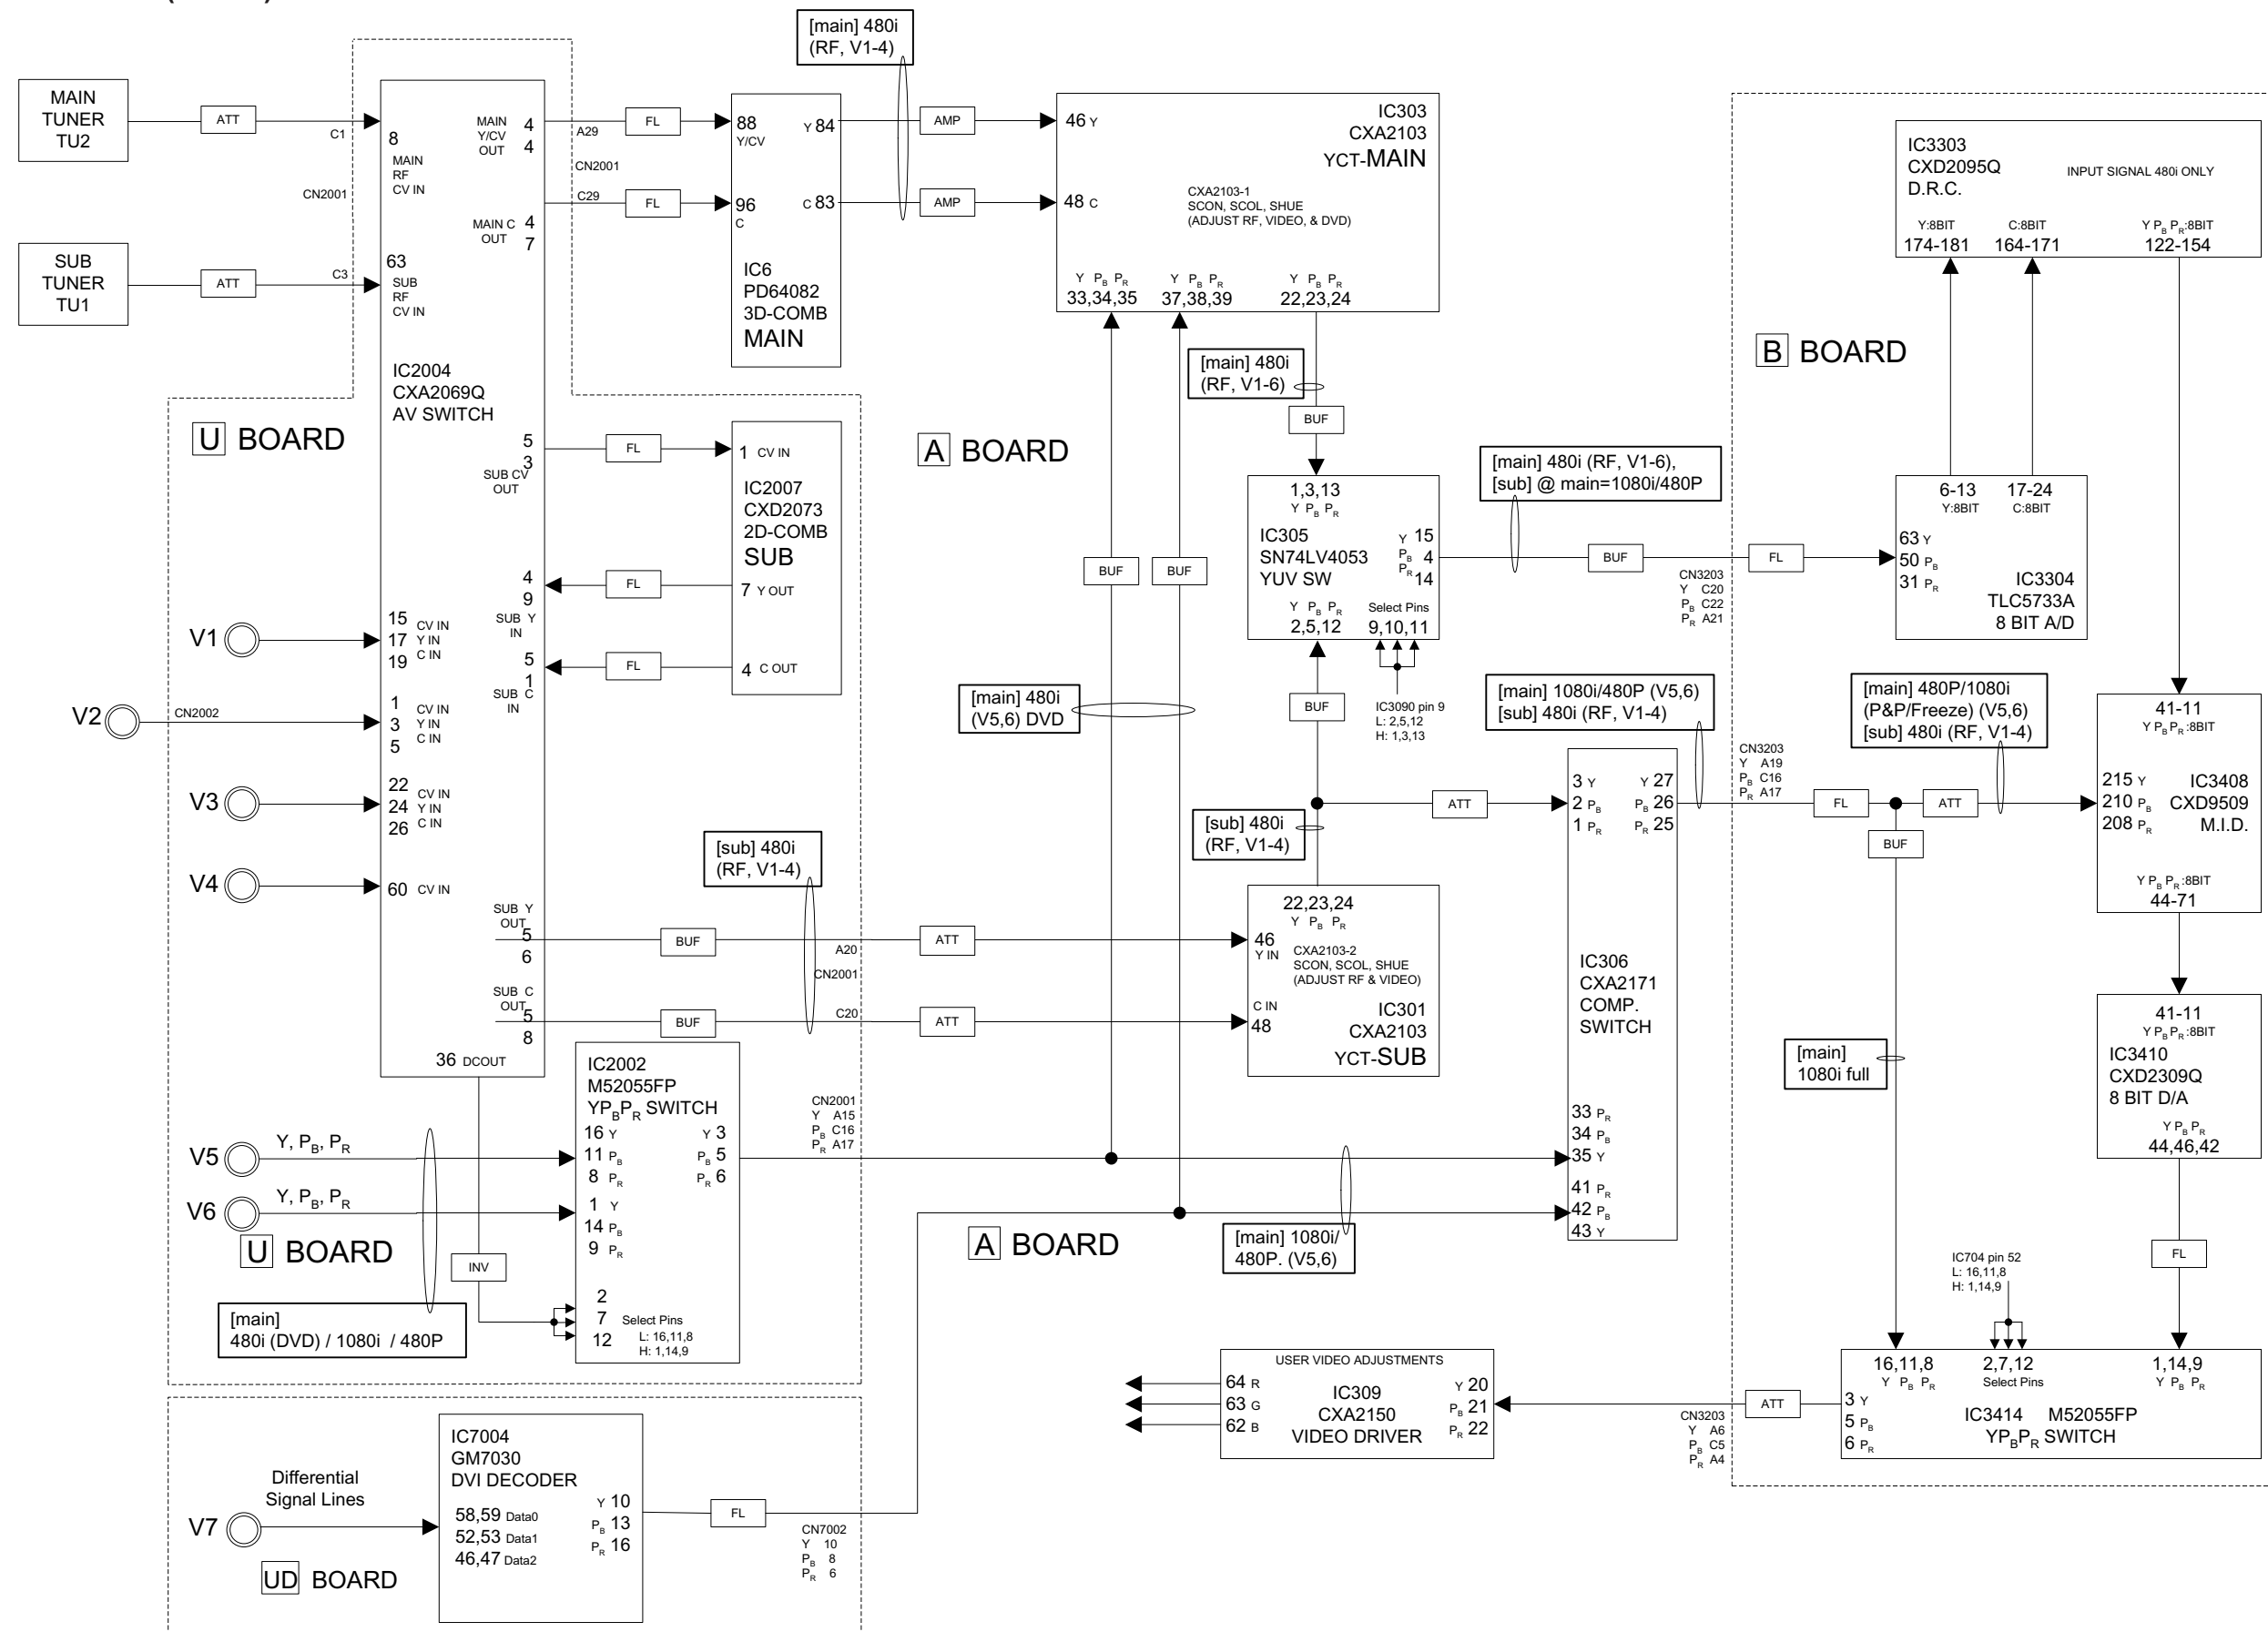 MAIN
TUNER
TU2
ATT
C1
CN2001
SUB
TUNER
TU1
ATT
C3
8
MAIN
RF
CV IN
63
SUB
RF
CV IN
MAIN
Y/CV
OUT
4
4
MAIN C
OUT
4
7
IC2004
CXA2069Q
AV SWITCH
A29
CN2001
C29
FL
FL
88
Y/CV
96
C
Y 84
C 83
IC6
PD64082
3D-COMB
MAIN
[main] 480i
(RF, V1-4)
AMP
AMP
46 Y
48 C
IC303
CXA2103
YCT-MAIN
CXA2103-1
SCON, SCOL, SHUE
(ADJUST RF, VIDEO, & DVD)
Y PB PR
33,34,35
Y PB PR
37,38,39
Y PB PR
22,23,24
IC3303
CXD2095Q
D.R.C.
INPUT SIGNAL 480i ONLY
Y:8BIT
174-181
C:8BIT
164-171
Y PB PR:8BIT
122-154
B BOARD
U BOARD
A BOARD
[main] 480i
(RF, V1-6)
BUF
5
3
SUB CV
OUT
FL
1 CV IN
IC2007
CXD2073
2D-COMB
SUB
7 Y OUT
4 C OUT
4
9
SUB Y
IN
FL
5
1
SUB C
IN
FL
V1
15 CV IN
17 Y IN
19 C IN
V2
CN2002
1 CV IN
3 Y IN
5 C IN
V3
22 CV IN
24 Y IN
26 C IN
V4
60 CV IN
BUF
BUF
1,3,13
Y PB PR
IC305
SN74LV4053
YUV SW
Y 15
PB 4
PR 14
Y PB PR
2,5,12
Select Pins
9,10,11
IC3090 pin 9
L: 2,5,12
H: 1,3,13
[main] 480i (RF, V1-6),
[sub] @ main=1080i/480P
BUF
FL
CN3203
Y C20
PB C22
PR A21
6-13
Y:8BIT
17-24
C:8BIT
63 Y
50 PB
31 PR
IC3304
TLC5733A
8 BIT A/D
[main] 480i
(V5,6) DVD
BUF
[main] 1080i/480P (V5,6)
[sub] 480i (RF, V1-4)
[main] 480P/1080i
(P&P/Freeze) (V5,6)
[sub] 480i (RF, V1-4)
[sub] 480i
(RF, V1-4)
ATT
3 Y
2 PB
1 PR
Y 27
PB 26
PR 25
CN3203
Y A19
PB C16
PR A17
FL
ATT
BUF
41-11
Y PB PR:8BIT
215 Y
210 PB
208 PR
IC3408
CXD9509
M.I.D.
Y PB PR:8BIT
44-71
[sub] 480i
(RF, V1-4)
SUB Y
OUT
5
6
BUF
A20
CN2001
ATT
SUB C
OUT
5
8
BUF
C20
ATT
22,23,24
Y PB PR
46
Y IN
CXA2103-2
SCON, SCOL, SHUE
(ADJUST RF & VIDEO)
C IN
48
IC301
CXA2103
YCT-SUB
IC306
CXA2171
COMP.
SWITCH
33 PR
34 PB
35 Y
41 PR
42 PB
43 Y
[main]
1080i full
41-11
Y PB PR:8BIT
IC3410
CXD2309Q
8 BIT D/A
Y PB PR
44,46,42
FL
36 DCOUT
IC2002
M52055FP
YPBPR SWITCH
16 Y
11 PB
8 PR
Y 3
PB 5
PR 6
1 Y
14 PB
9 PR
2
7
12
Select Pins
L: 16,11,8
H: 1,14,9
CN2001
Y A15
PB C16
PR A17
V5
Y, PB, PR
V6
Y, PB, PR
U BOARD
INV
[main]
480i (DVD) / 1080i / 480P
A BOARD
[main] 1080i/
480P. (V5,6)
IC704 pin 52
L: 16,11,8
H: 1,14,9
USER VIDEO ADJUSTMENTS
64 R
63 G
62 B
IC309
CXA2150
VIDEO DRIVER
Y 20
PB 21
PR 22
CN3203
Y A6
PB C5
PR A4
ATT
16,11,8
Y PB PR
2,7,12
Select Pins
1,14,9
Y PB PR
3 Y
5 PB
6 PR
IC3414 M52055FP
YPBPR SWITCH
V7
Differential
Signal Lines
IC7004
GM7030
DVI DECODER
58,59 Data0
52,53 Data1
46,47 Data2
Y 10
PB 13
PR 16
FL
CN7002
Y 10
PB 8
PR 6
UD BOARD